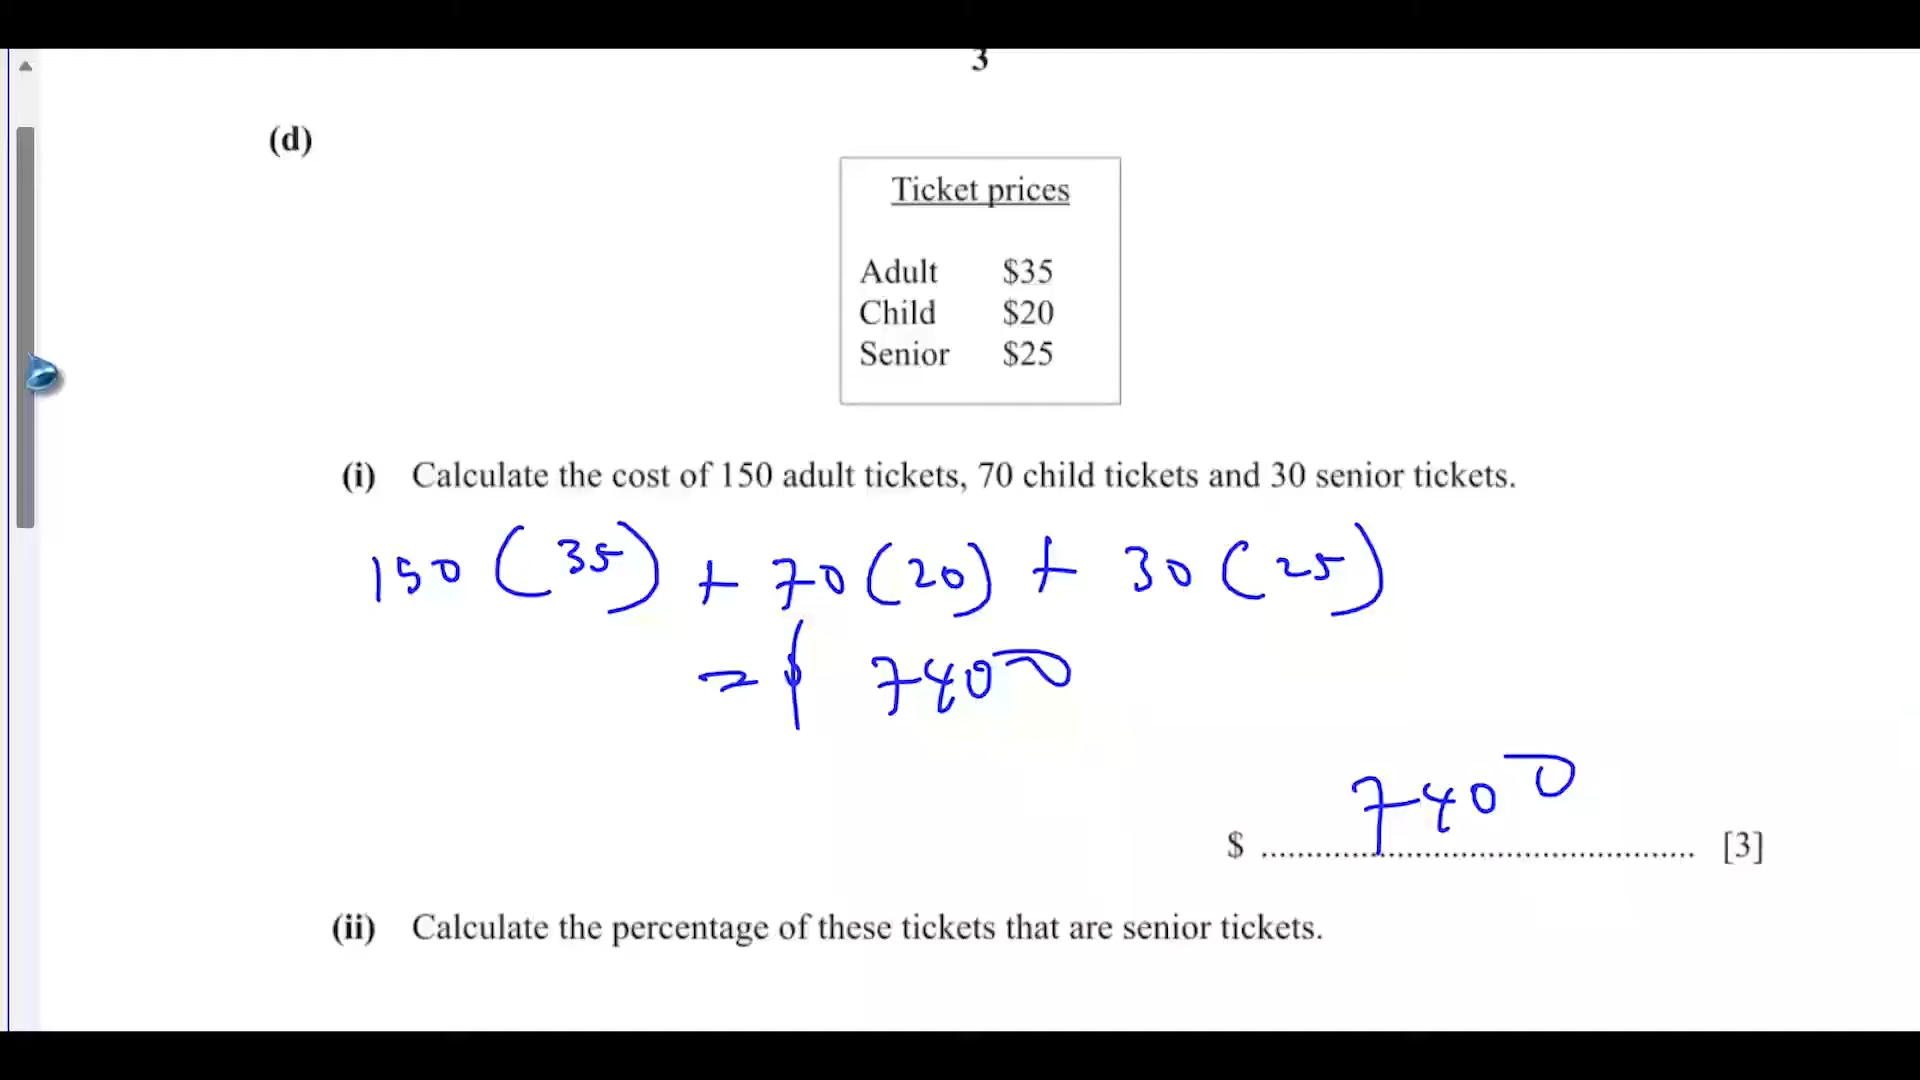 3
(d)
Ticket prices
Adult $35
Child $20
Senior $25
(i) Calculate the cost of 150 adult tickets, 70 child tickets and 30 senior tickets.
150 (35) + 70 (20) + 30 (25)
= $ 7400
7400
$ .................................................. [3]
(ii) Calculate the percentage of these tickets that are senior tickets.